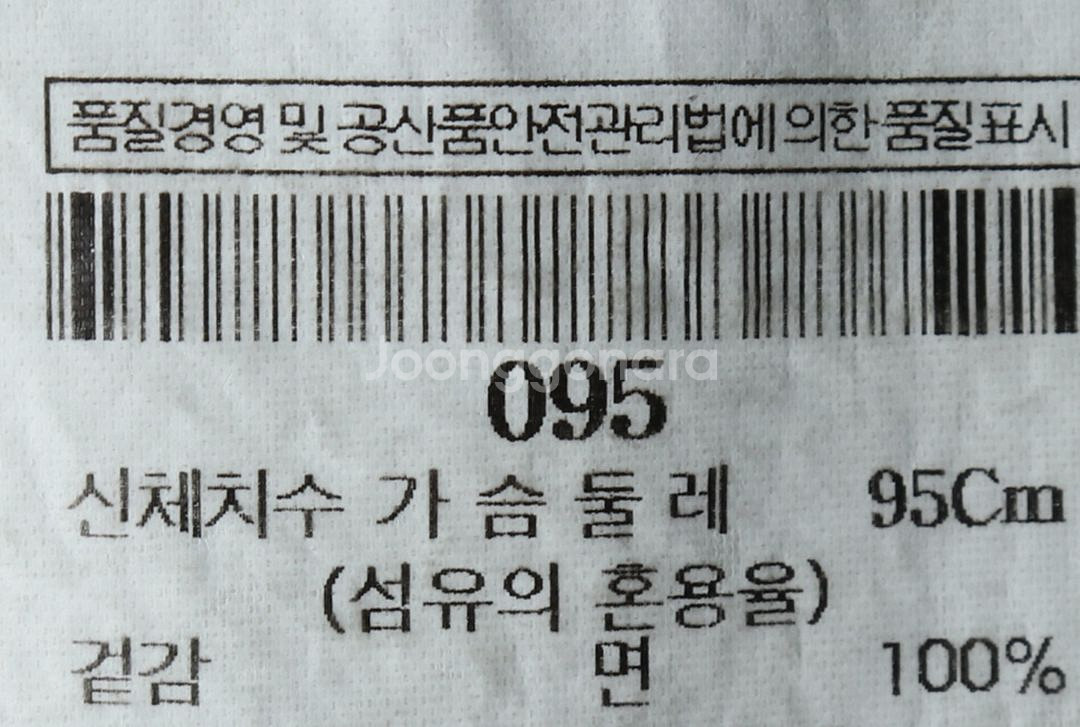 품질경영 및 공산품안전관리법에 의한 품질표시
Joonggonara
095
신체치수 가 슴 둘 레 95Cm
(섬유의 혼용율)
겉감 면 100%